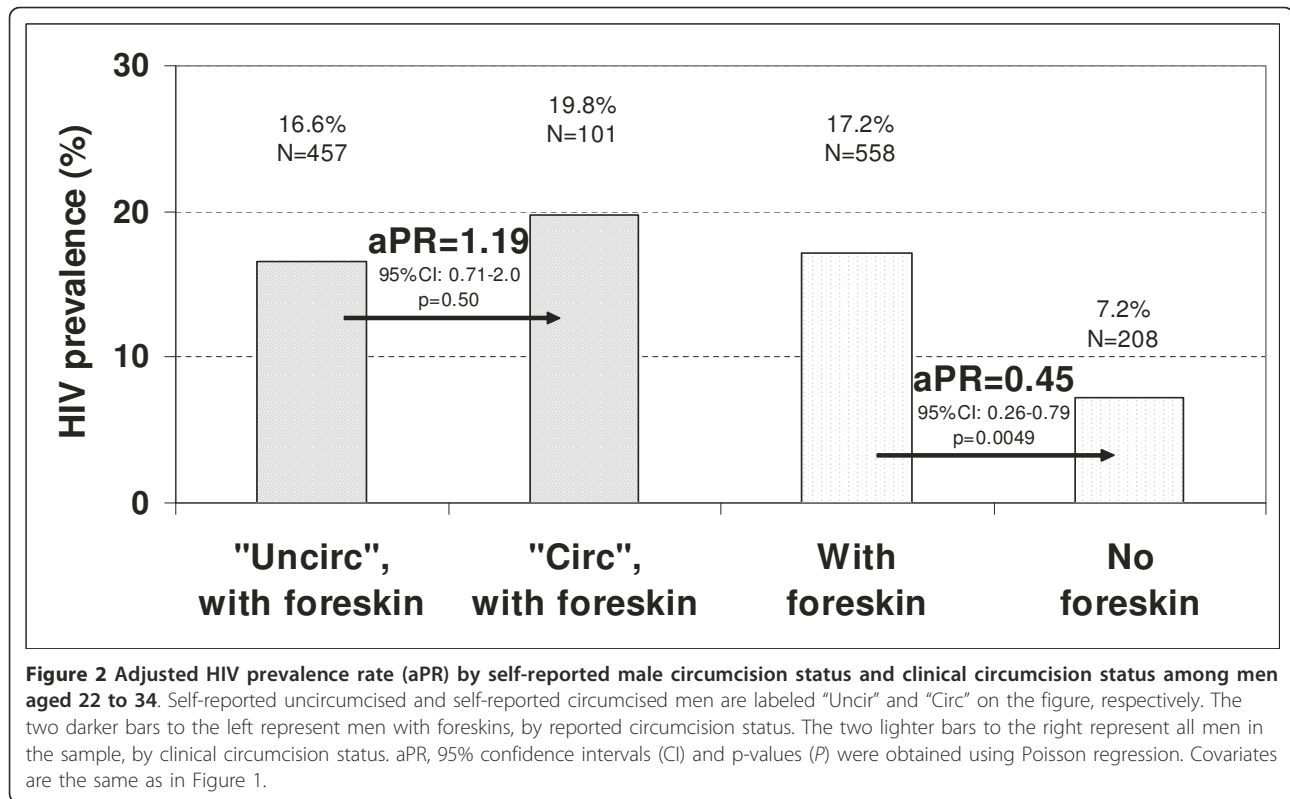 30
20
10
0
HIV prevalence (%)
16.6%
N=457
19.8%
N=101
17.2%
N=558
7.2%
N=208
aPR=1.19
95%CI: 0.71-2.0
p=0.50
aPR=0.45
95%CI: 0.26-0.79
p=0.0049
"Uncirc",
with foreskin
"Circ",
with foreskin
With
foreskin
No
foreskin
Figure 2 Adjusted HIV prevalence rate (aPR) by self-reported male circumcision status and clinical circumcision status among men
aged 22 to 34. Self-reported uncircumcised and self-reported circumcised men are labeled “Uncir” and “Circ” on the figure, respectively. The
two darker bars to the left represent men with foreskins, by reported circumcision status. The two lighter bars to the right represent all men in
the sample, by clinical circumcision status. aPR, 95% confidence intervals (CI) and p-values (P) were obtained using Poisson regression. Covariates
are the same as in Figure 1.